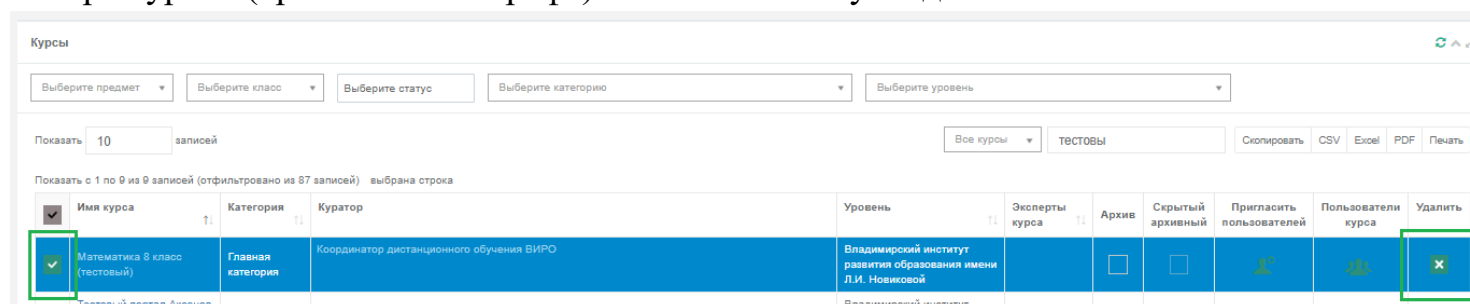 Курсы
Выберите предмет Выберите класс Выберите статус Выберите категорию Выберите уровень
Показать 10 записей Все курсы тестовы Скопировать CSV Excel PDF Печать
Показать с 1 по 9 из 9 записей (отфильтровано из 87 записей) выбрана строка
Имя курса Категория Куратор Уровень Эксперты курса Архив Скрытый архивный Пригласить пользователей Пользователи курса Удалить
Математика 8 класс (тестовый) Главная категория Координатор дистанционного обучения ВИРО Владимирский институт развития образования имени Л.И. Новиковой